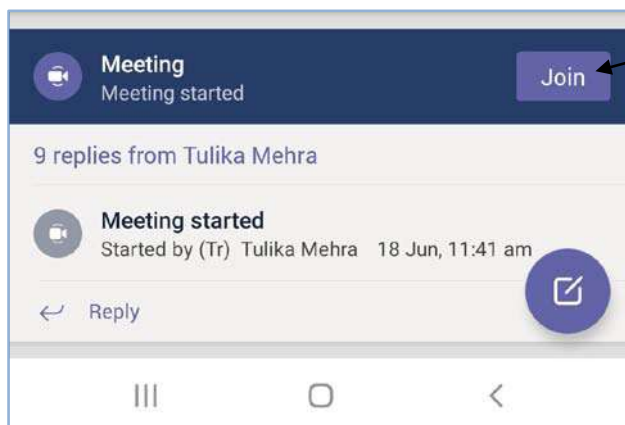 Meeting
Meeting started
Join
9 replies from Tulika Mehra
Meeting started
Started by (Tr) Tulika Mehra 18 Jun, 11:41 am
Reply